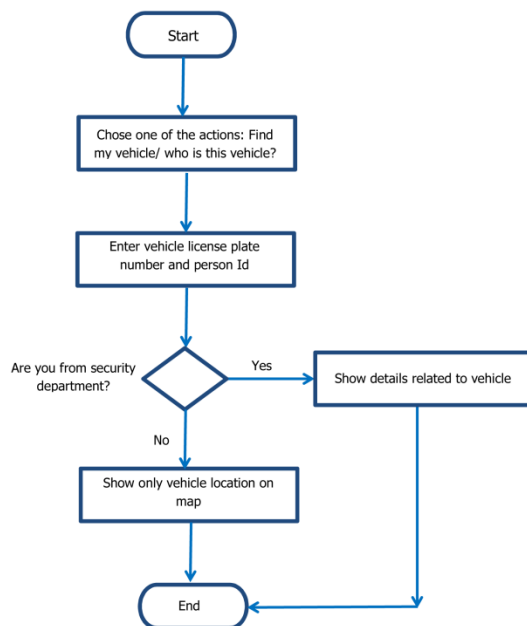 Start
Chose one of the actions: Find
my vehicle/ who is this vehicle?
Enter vehicle license plate
number and person Id
Are you from security
department?
Yes
Show details related to vehicle
No
Show only vehicle location on
map
End